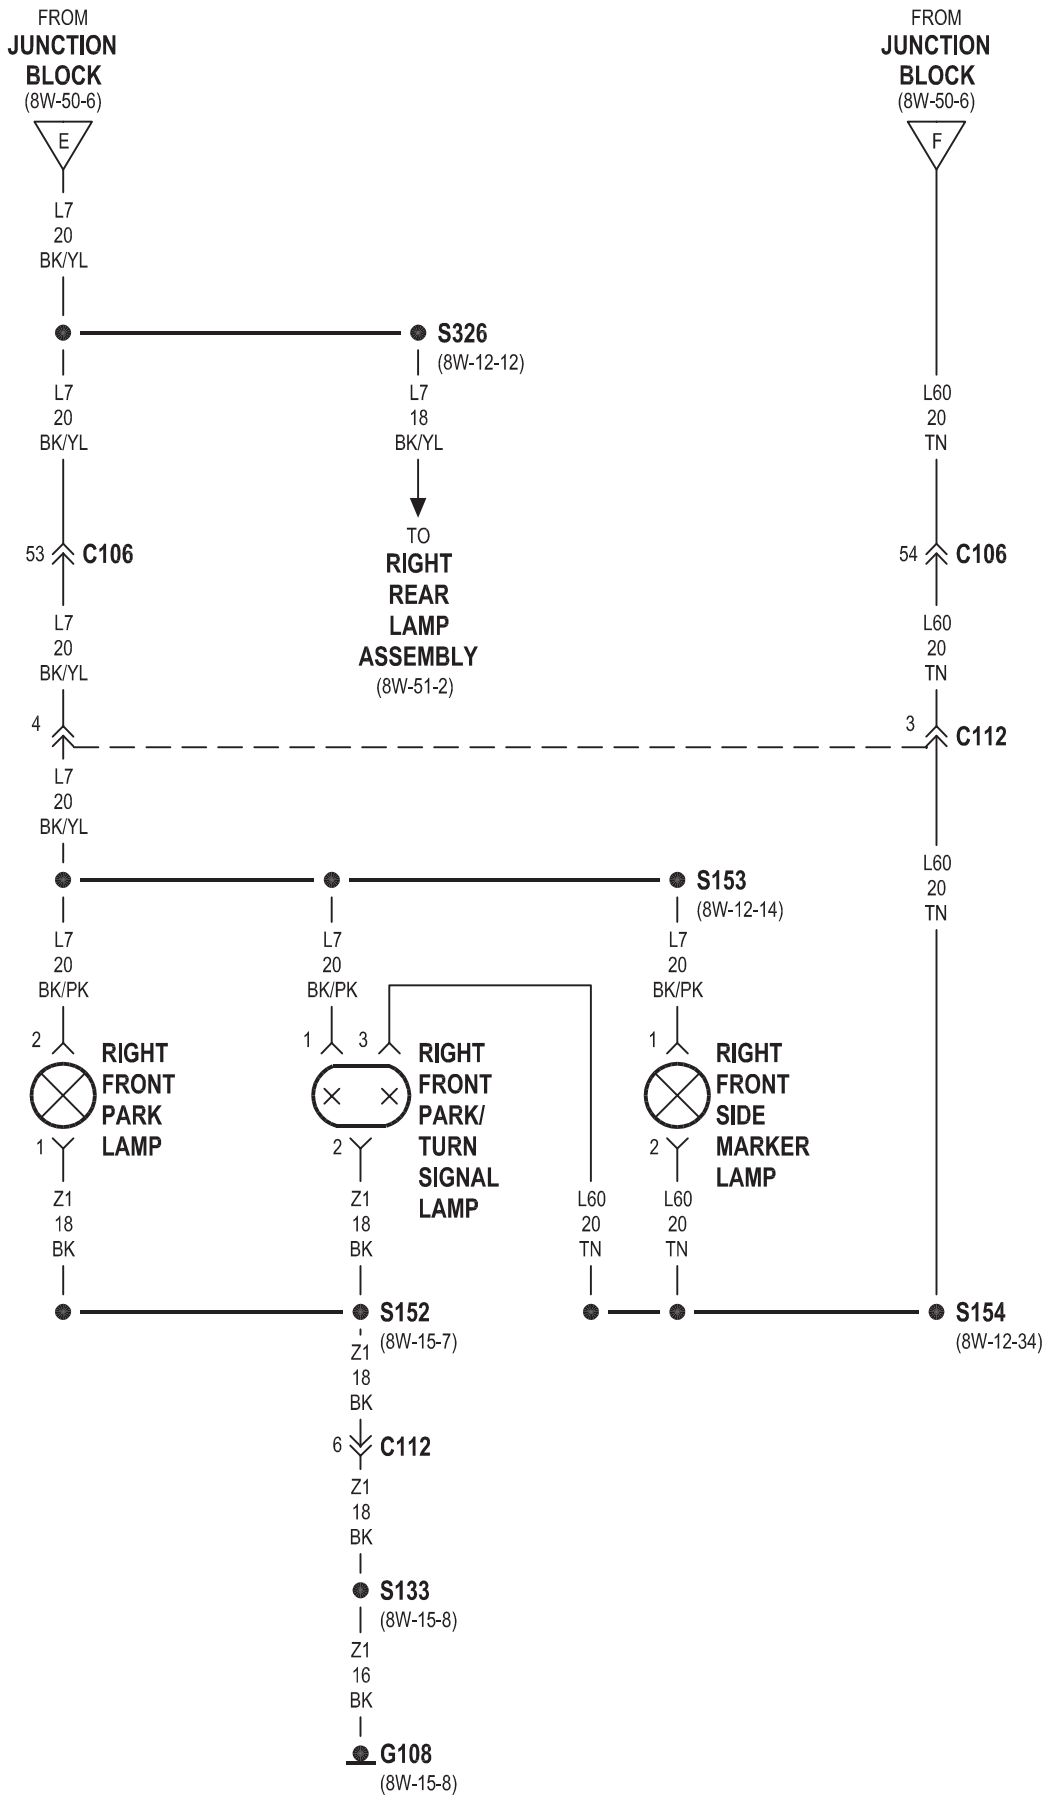 FROM
JUNCTION
BLOCK
(8W-50-6)
E
FROM
JUNCTION
BLOCK
(8W-50-6)
F
L7
20
BK/YL
S326
(8W-12-12)
L7
20
BK/YL
L7
18
BK/YL
L60
20
TN
TO
RIGHT
REAR
LAMP
ASSEMBLY
(8W-51-2)
53
C106
54
C106
L7
20
BK/YL
L60
20
TN
4
3
C112
L7
20
BK/YL
L60
20
TN
S153
(8W-12-14)
L7
20
BK/PK
L7
20
BK/PK
L7
20
BK/PK
2
RIGHT
FRONT
PARK
LAMP
1
1
3
RIGHT
FRONT
PARK/
TURN
SIGNAL
LAMP
2
1
RIGHT
FRONT
SIDE
MARKER
LAMP
2
Z1
18
BK
Z1
18
BK
L60
20
TN
L60
20
TN
S152
(8W-15-7)
S154
(8W-12-34)
Z1
18
BK
6
C112
Z1
18
BK
S133
(8W-15-8)
Z1
16
BK
G108
(8W-15-8)